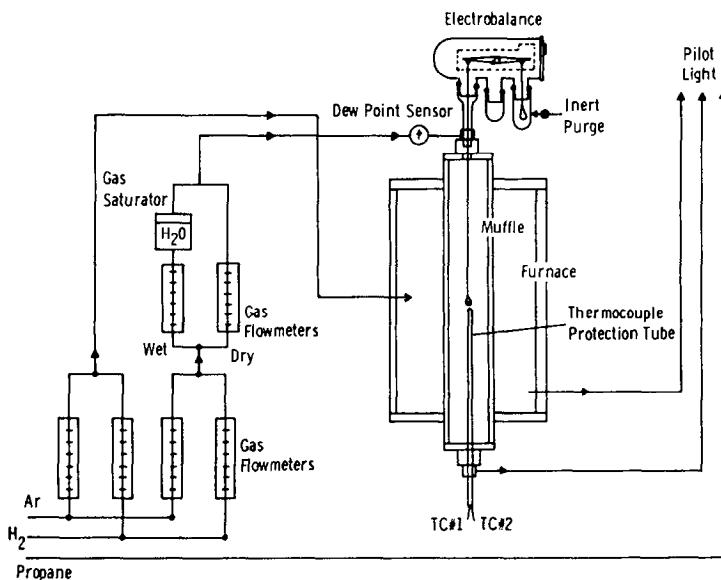 Electrobalance
Pilot
Light
Dew Point Sensor
Inert
Purge
Gas
Saturator
H2O
Muffle
Furnace
Gas
Flowmeters
Thermocouple
Protection Tube
Wet
Dry
Gas
Flowmeters
Ar
H2
TC#1 TC#2
Propane